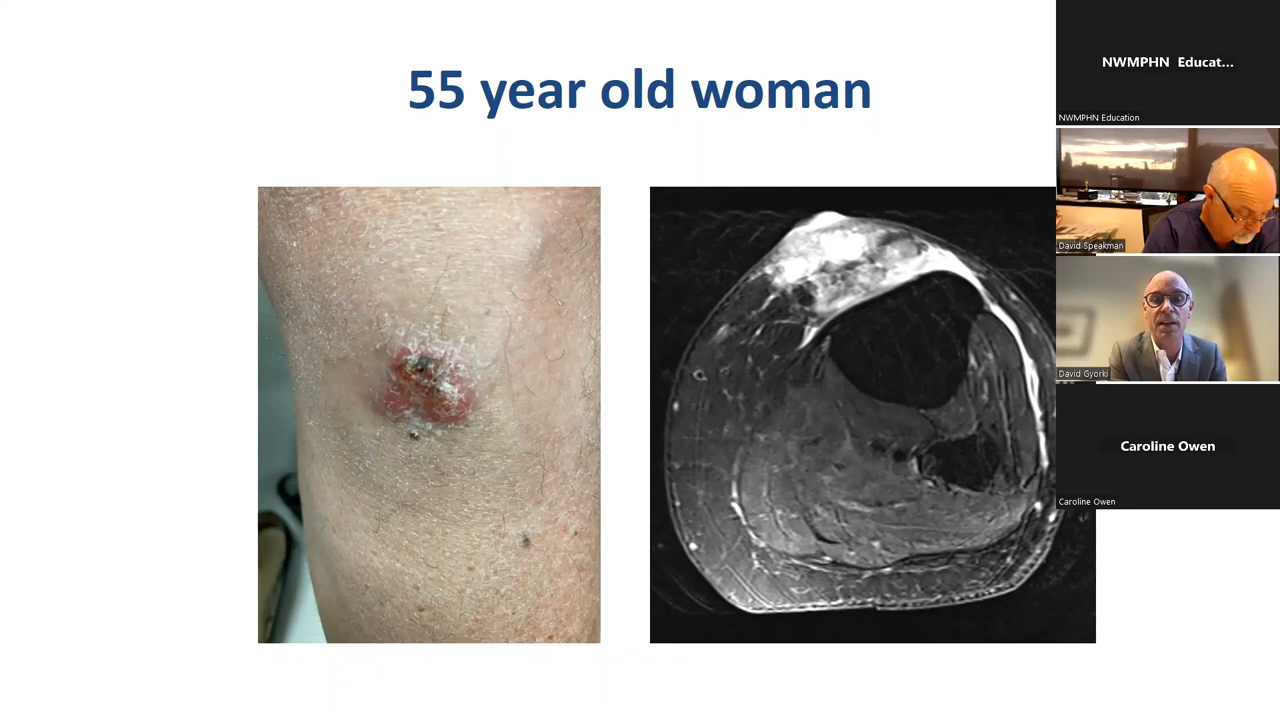 55 year old woman
NWMPHN Educat...
NWMPHN Education
David Speakman
David Gyorki
Caroline Owen
Caroline Owen